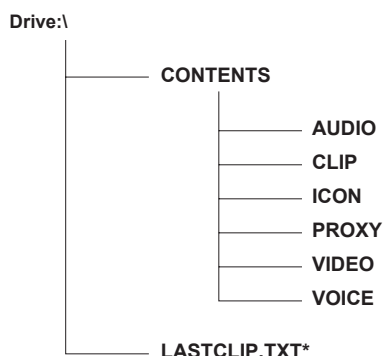 Drive:\
CONTENTS
AUDIO
CLIP
ICON
PROXY
VIDEO
VOICE
LASTCLIP.TXT*